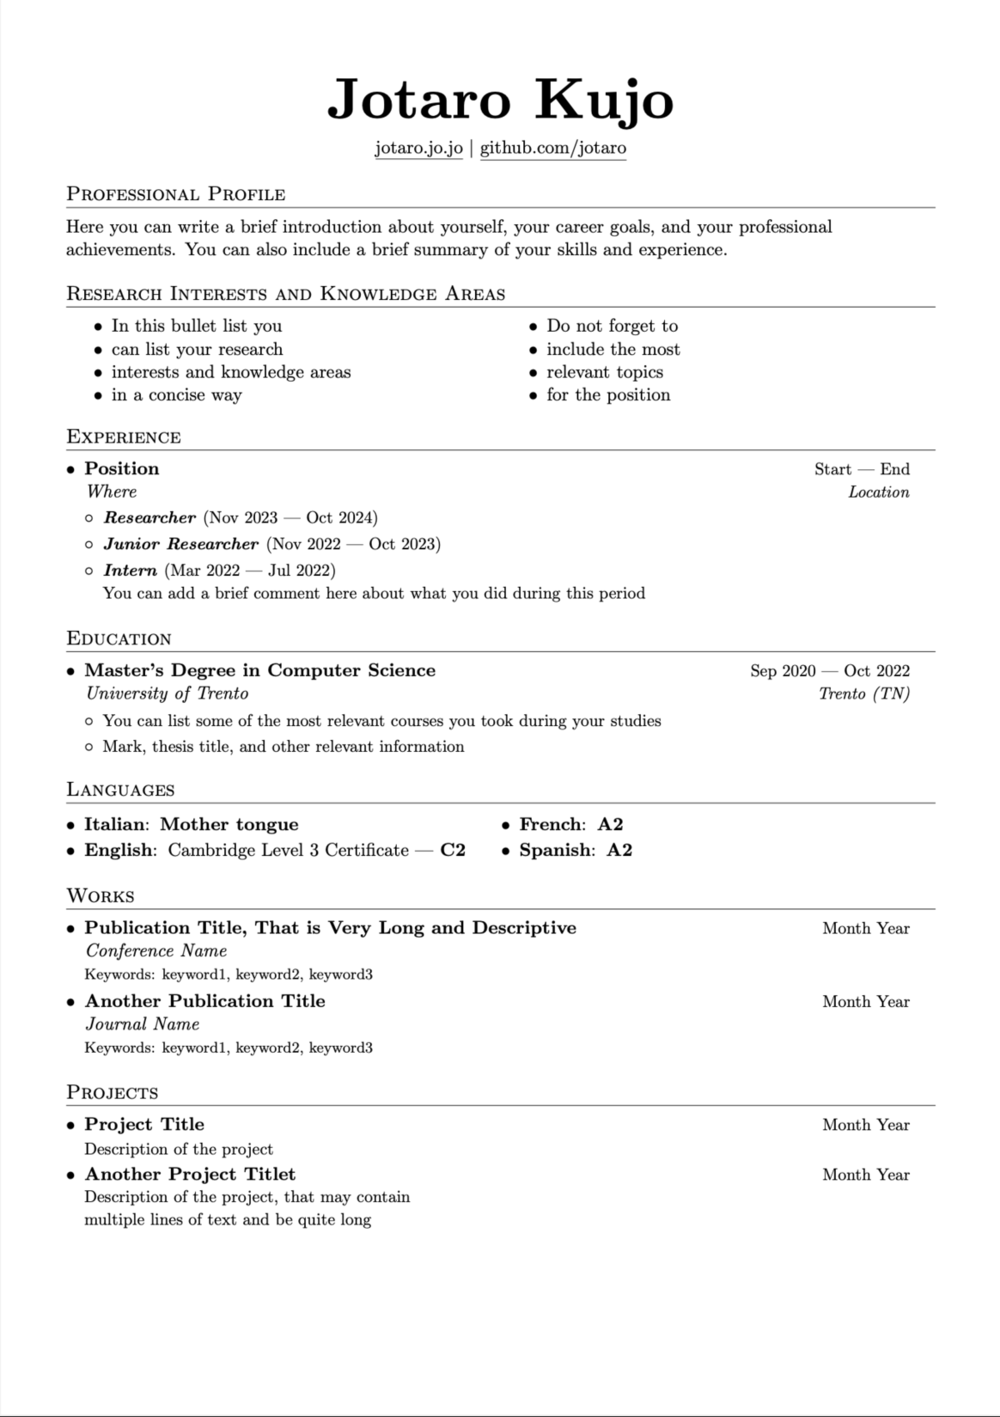 Jotaro Kujo
jotaro.jo.jo | github.com/jotaro
Professional Profile
Here you can write a brief introduction about yourself, your career goals, and your professional
achievements. You can also include a brief summary of your skills and experience.
Research Interests and Knowledge Areas
• In this bullet list you
• can list your research
• interests and knowledge areas
• in a concise way
• Do not forget to
• include the most
• relevant topics
• for the position
Experience
• Position Start — End
Where Location
◦ Researcher (Nov 2023 — Oct 2024)
◦ Junior Researcher (Nov 2022 — Oct 2023)
◦ Intern (Mar 2022 — Jul 2022)
You can add a brief comment here about what you did during this period
Education
• Master's Degree in Computer Science Sep 2020 — Oct 2022
University of Trento Trento (TN)
◦ You can list some of the most relevant courses you took during your studies
◦ Mark, thesis title, and other relevant information
Languages
• Italian: Mother tongue
• English: Cambridge Level 3 Certificate — C2
• French: A2
• Spanish: A2
Works
• Publication Title, That is Very Long and Descriptive Month Year
Conference Name
Keywords: keyword1, keyword2, keyword3
• Another Publication Title Month Year
Journal Name
Keywords: keyword1, keyword2, keyword3
Projects
• Project Title Month Year
Description of the project
• Another Project Titlet Month Year
Description of the project, that may contain
multiple lines of text and be quite long